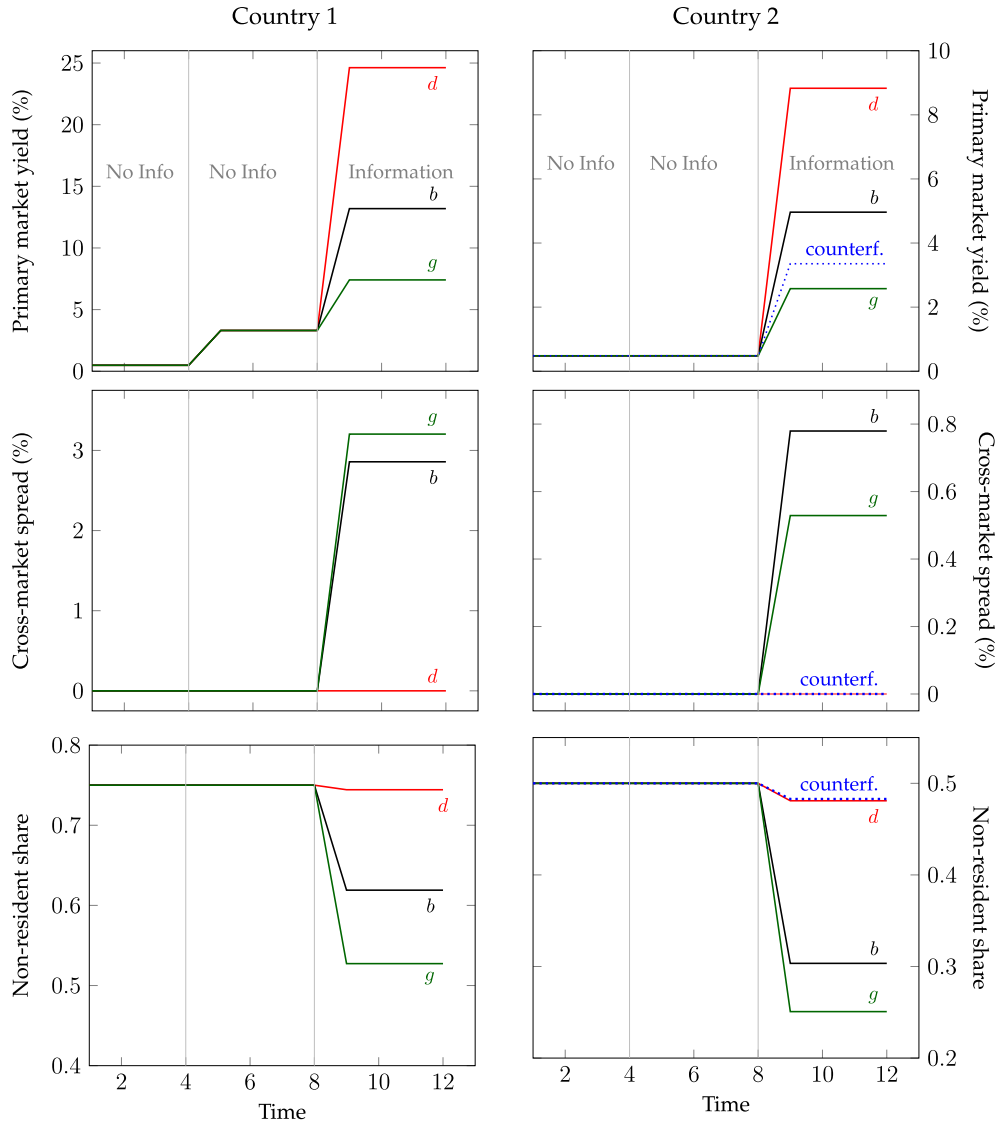 Country 1
Country 2
Primary market yield (%)
25
20
15
10
5
0
No Info
No Info
Information
d
b
g
No Info
No Info
Information
d
b
counterf.
g
10
8
6
4
2
0
Primary market yield (%)
Cross-market spread (%)
3
2
1
0
g
b
d
b
g
counterf.
0.8
0.6
0.4
0.2
0
Cross-market spread (%)
Non-resident share
0.8
0.7
0.6
0.5
0.4
d
b
g
2
4
6
8
10
12
Time
counterf.
d
b
g
0.5
0.4
0.3
0.2
Non-resident share
2
4
6
8
10
12
Time